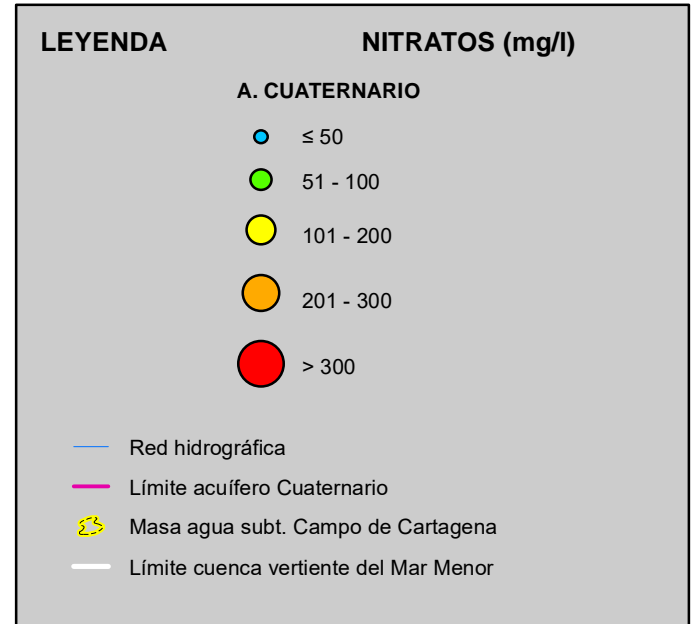 LEYENDA NITRATOS (mg/l)
A. CUATERNARIO
≤ 50
51 - 100
101 - 200
201 - 300
> 300
Red hidrográfica
Límite acuífero Cuaternario
Masa agua subt. Campo de Cartagena
Límite cuenca vertiente del Mar Menor